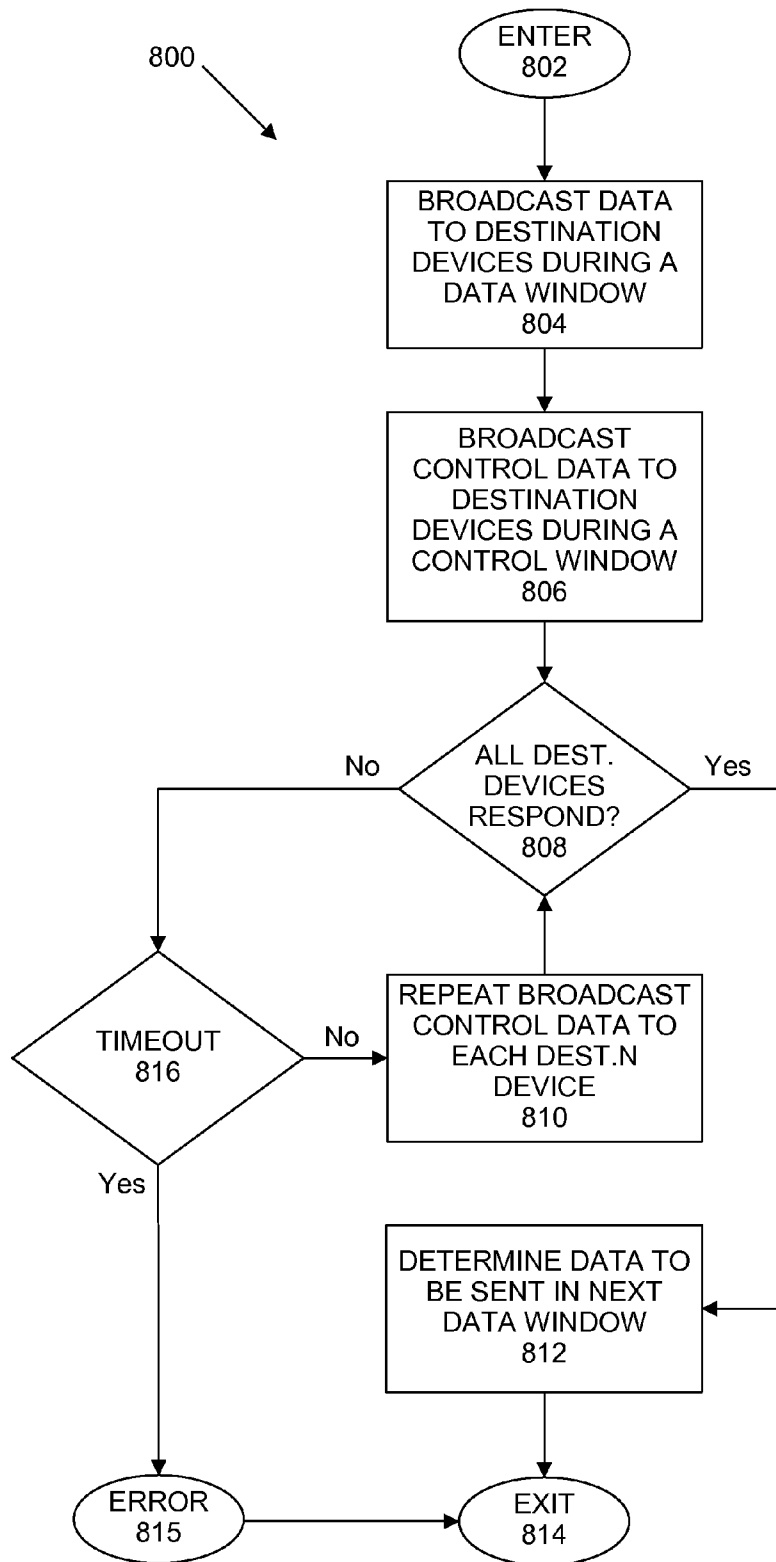 800
ENTER
802
BROADCAST DATA
TO DESTINATION
DEVICES DURING A
DATA WINDOW
804
BROADCAST
CONTROL DATA TO
DESTINATION
DEVICES DURING A
CONTROL WINDOW
806
No
ALL DEST.
DEVICES
RESPOND?
808
Yes
TIMEOUT
816
No
REPEAT BROADCAST
CONTROL DATA TO
EACH DEST.N
DEVICE
810
Yes
DETERMINE DATA TO
BE SENT IN NEXT
DATA WINDOW
812
ERROR
815
EXIT
814